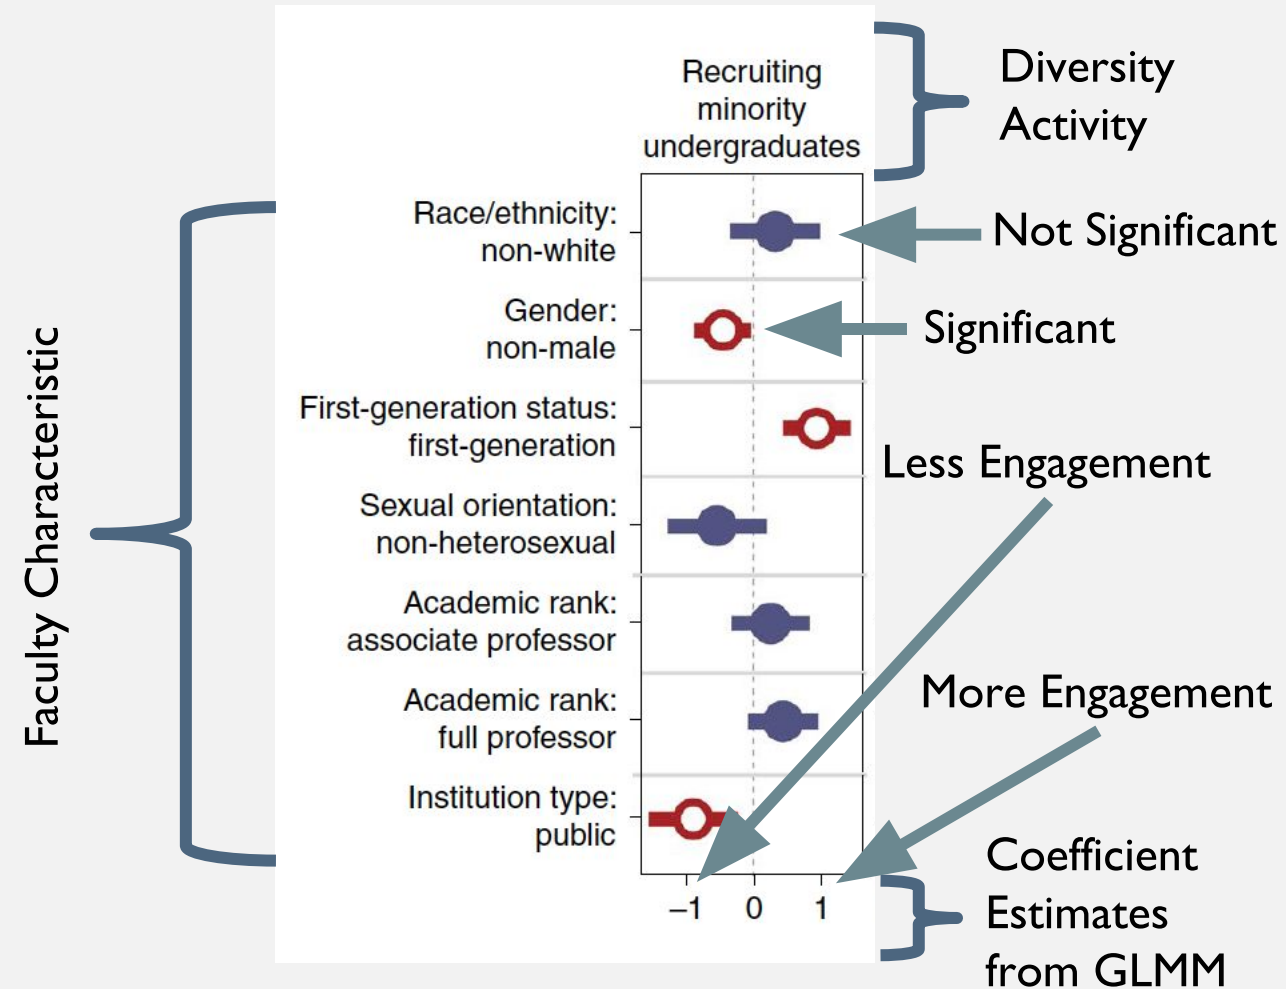 Recruiting
minority
undergraduates
Diversity
Activity
Race/ethnicity:
non-white
Not Significant
Gender:
non-male
Significant
Faculty Characteristic
First-generation status:
first-generation
Less Engagement
Sexual orientation:
non-heterosexual
Academic rank:
associate professor
More Engagement
Academic rank:
full professor
Institution type:
public
−1 0 1
Coefficient
Estimates
from GLMM